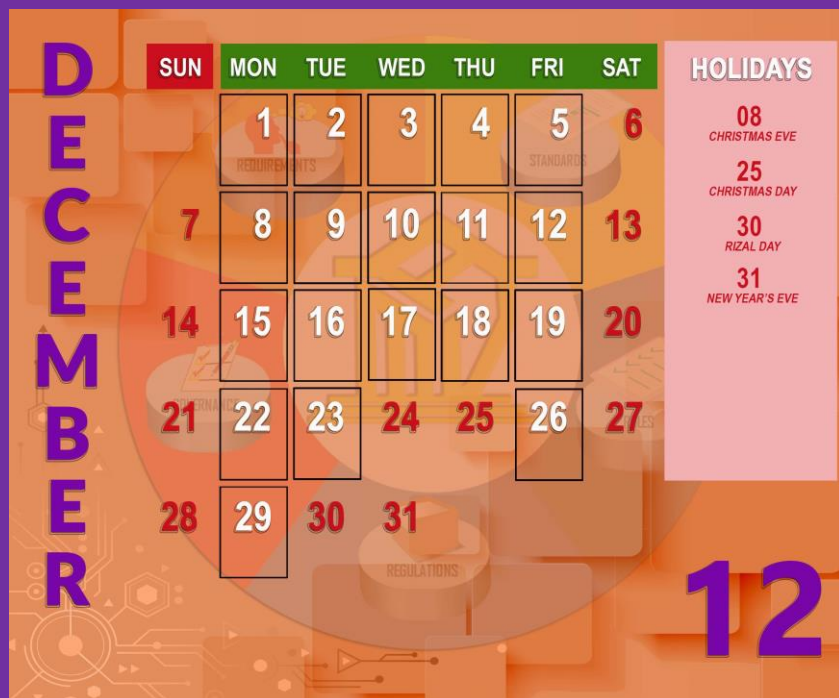 DECEMBER
SUN MON TUE WED THU FRI SAT
1 2 3 4 5 6
7 8 9 10 11 12 13
14 15 16 17 18 19 20
21 22 23 24 25 26 27
28 29 30 31
HOLIDAYS
08
CHRISTMAS EVE
25
CHRISTMAS DAY
30
RIZAL DAY
31
NEW YEAR'S EVE
REQUIREMENTS
STANDARDS
REGULATIONS
12